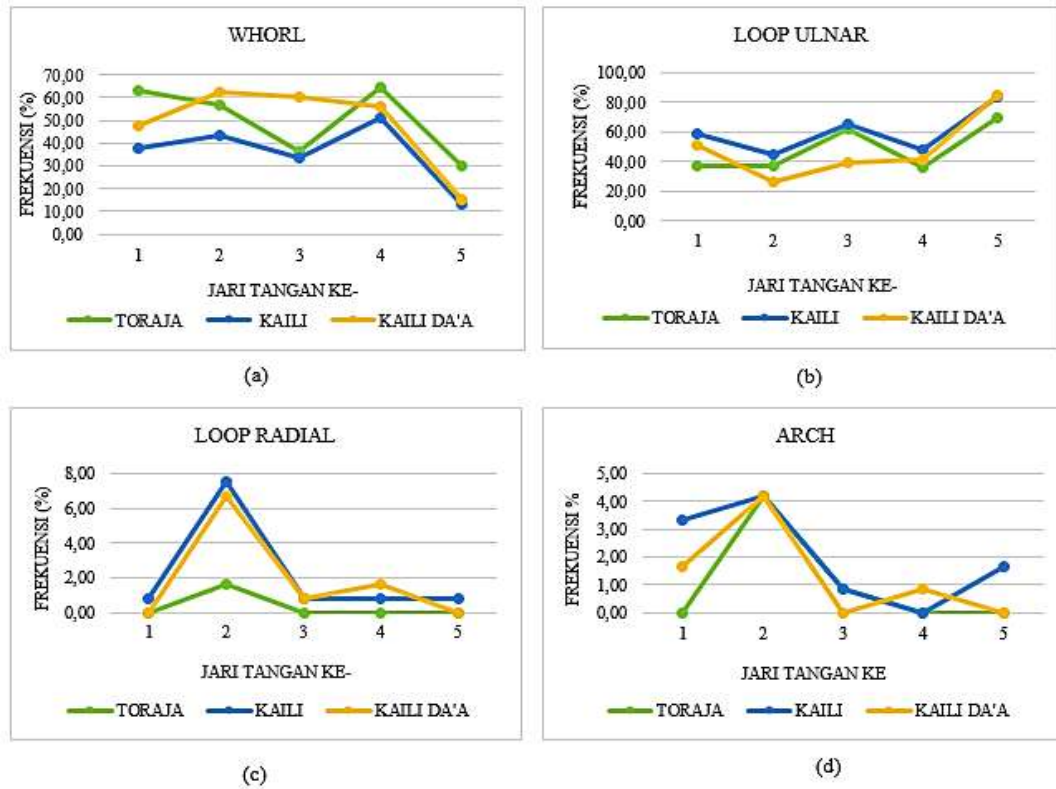 WHORL
FREKUENSI (%)
70,00
60,00
50,00
40,00
30,00
20,00
10,00
0,00
1 2 3 4 5
JARI TANGAN KE-
TORAJA KAILI KAILI DA'A
(a)
LOOP ULNAR
FREKUENSI (%)
100,00
80,00
60,00
40,00
20,00
0,00
1 2 3 4 5
JARI TANGAN KE-
TORAJA KAILI KAILI DA'A
(b)
LOOP RADIAL
FREKUENSI (%)
8,00
6,00
4,00
2,00
0,00
1 2 3 4 5
JARI TANGAN KE-
TORAJA KAILI KAILI DA'A
(c)
ARCH
FREKUENSI %
5,00
4,00
3,00
2,00
1,00
0,00
1 2 3 4 5
JARI TANGAN KE
TORAJA KAILI KAILI DA'A
(d)